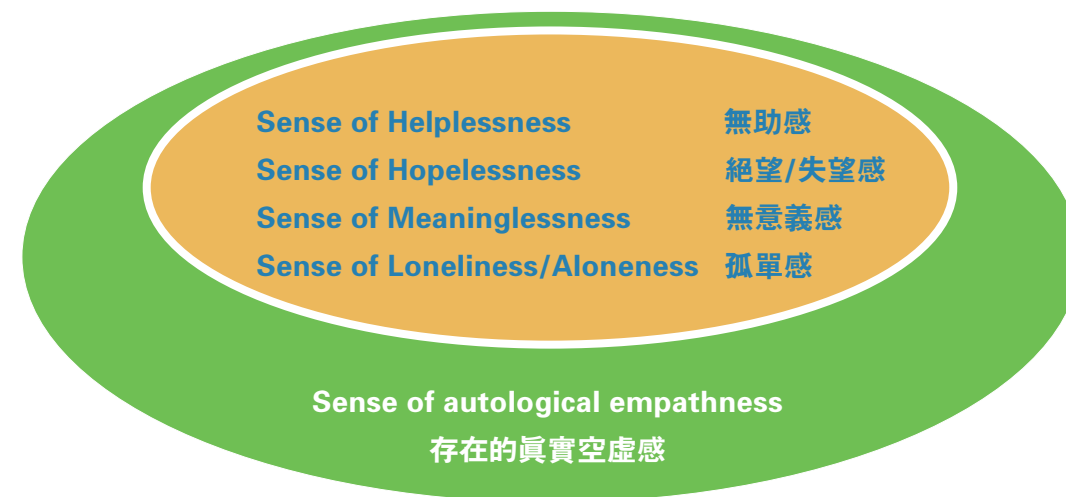 Sense of Helplessness 無助感
Sense of Hopelessness 絕望/失望感
Sense of Meaninglessness 無意義感
Sense of Loneliness/Aloneness 孤單感
Sense of autological empathness
存在的眞實空虛感